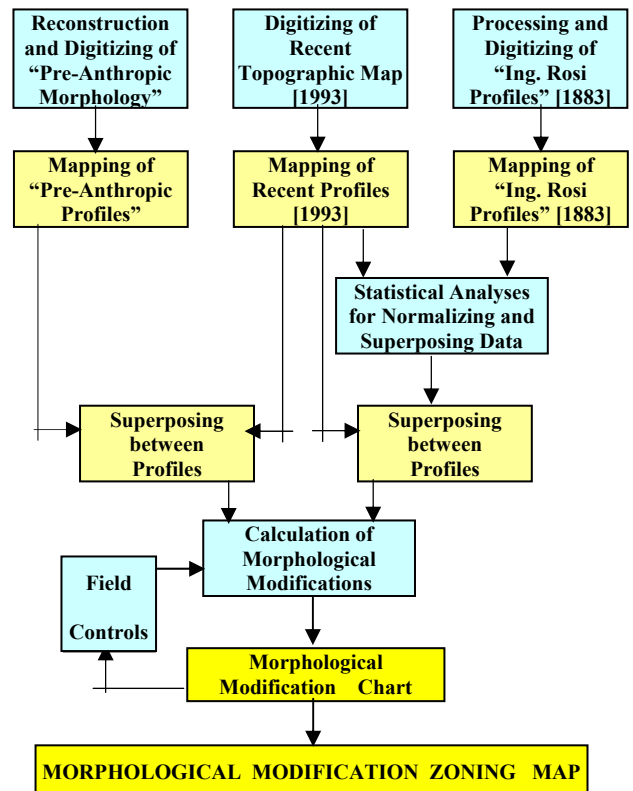 Reconstruction
and Digitizing of
“Pre-Anthropic
Morphology”
Digitizing of
Recent
Topographic Map
[1993]
Processing and
Digitizing of
“Ing. Rosi
Profiles” [1883]
Mapping of
“Pre-Anthropic
Profiles”
Mapping of
Recent Profiles
[1993]
Mapping of
“Ing. Rosi
Profiles” [1883]
Statistical Analyses
for Normalizing and
Superposing Data
Superposing
between
Profiles
Superposing
between
Profiles
Calculation of
Morphological
Modifications
Field
Controls
Morphological
Modification Chart
MORPHOLOGICAL MODIFICATION ZONING MAP